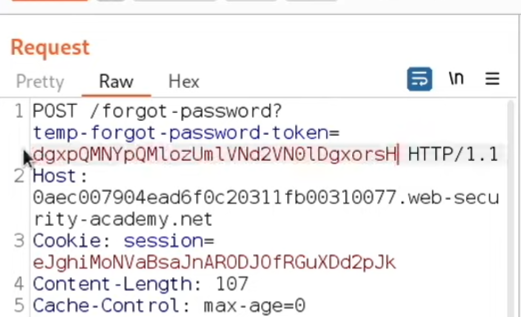 Request
Pretty Raw Hex \n
1 POST /forgot-password?
temp-forgot-password-token=
dgxpQMNYpQMlozUmlVNd2VN0lDgxorsH HTTP/1.1
2 Host:
0aec007904ead6f0c20311fb00310077.web-secu
rity-academy.net
3 Cookie: session=
eJghiMoNVaBsaJnARODJOfRGuXDd2pJk
4 Content-Length: 107
5 Cache-Control: max-age=0